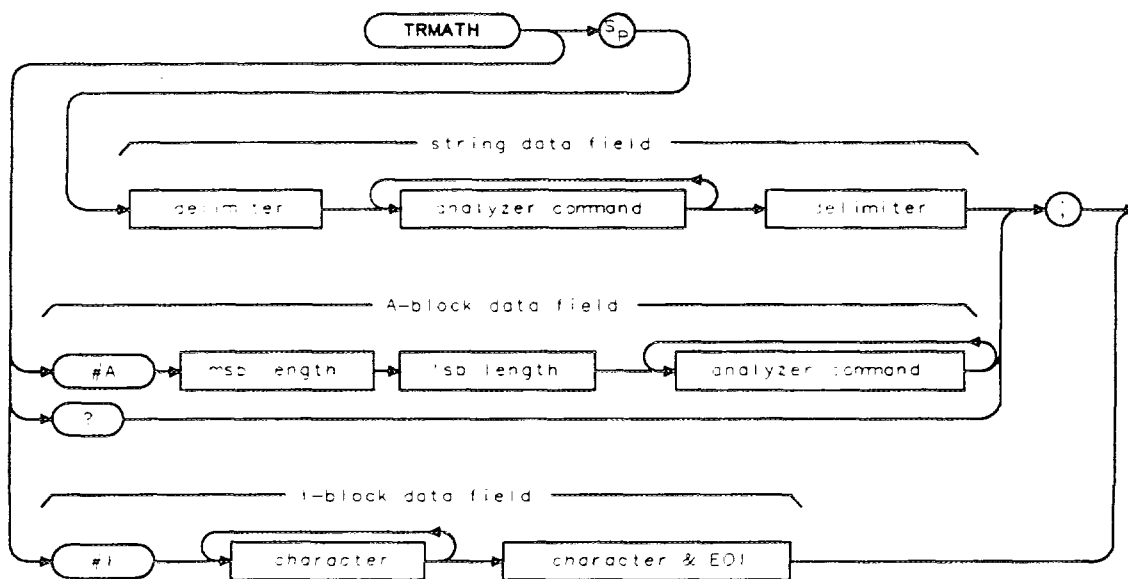 TRMATH SP
string data field
delimiter analyzer command delimiter ;
A-block data field
#A msb length lsb length analyzer command
?
I-block data field
#I character character & EOI